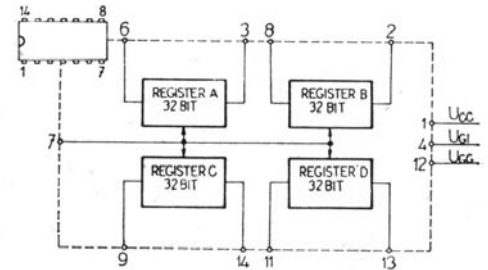 14 8
1 7
6 3 8 2
REGISTER A
32 BIT
REGISTER B
32 BIT
1 UCC
7
4 UGI
12 UGG
REGISTER C
32 BIT
REGISTER D
32 BIT
9 14 11 13